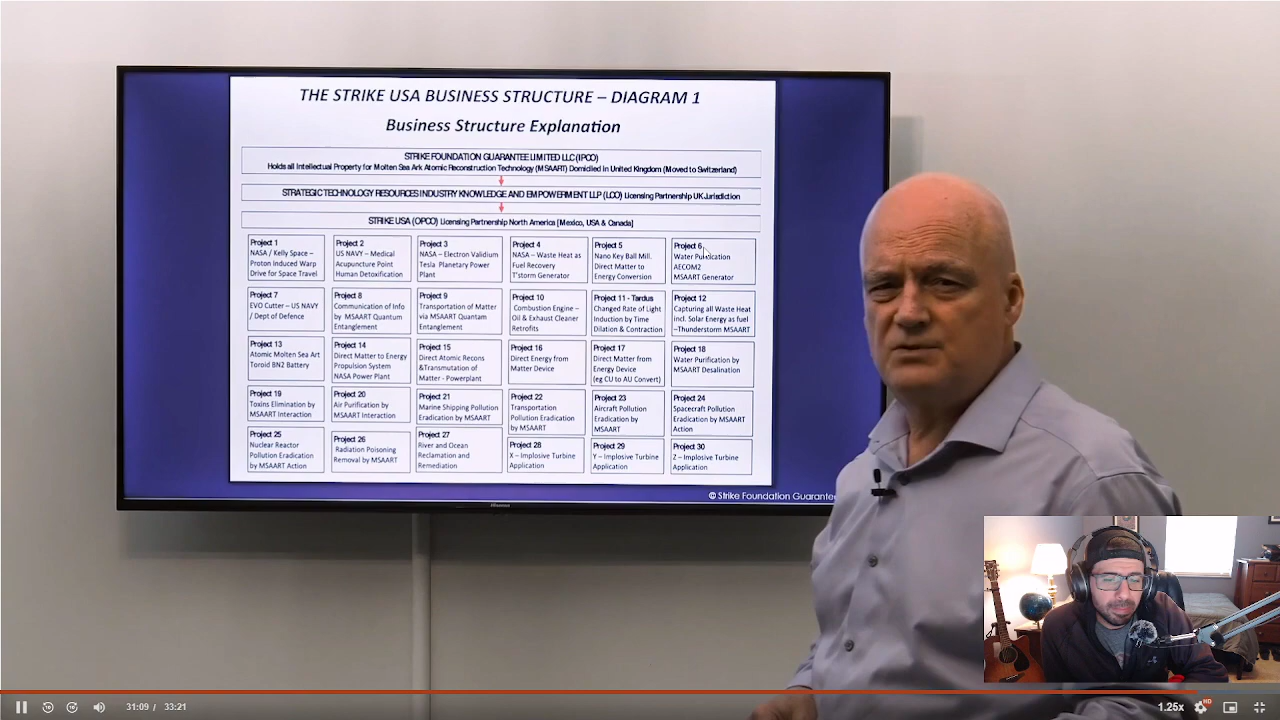 THE STRIKE USA BUSINESS STRUCTURE – DIAGRAM 1
Business Structure Explanation
STRIKE FOUNDATION GUARANTEE LIMITED LLC (IPCO)
Holds all Intellectual Property for Molten Sea Ark Atomic Reconstruction Technology (MSAART) Domiciled in United Kingdom (Moved to Switzerland)
STRATEGIC TECHNOLOGY RESOURCES INDUSTRY KNOWLEDGE AND EMPOWERMENT LLP (LCO) Licensing Partnership UK Jurisdiction
STRIKE USA (OPCO) Licensing Partnership North America [Mexico, USA & Canada]
Project 1
NASA / Kelly Space –
Proton Induced Warp
Drive for Space Travel
Project 2
US NAVY – Medical
Acupuncture Point
Human Detoxification
Project 3
NASA – Electron Validium
Tesla Planetary Power
Plant
Project 4
NASA – Waste Heat as
Fuel Recovery
T'storm Generator
Project 5
Nano Key Ball Mill.
Direct Matter to
Energy Conversion
Project 6
Water Purification
AECOM2
MSAART Generator
Project 7
EVO Cutter – US NAVY
/ Dept of Defence
Project 8
Communication of Info
by MSAART Quantum
Entanglement
Project 9
Transportation of Matter
via MSAART Quantam
Entanglement
Project 10
Combustion Engine –
Oil & Exhaust Cleaner
Retrofits
Project 11 - Tardus
Changed Rate of Light
Induction by Time
Dilation & Contraction
Project 12
Capturing all Waste Heat
incl. Solar Energy as fuel
–Thunderstorm MSAART
Project 13
Atomic Molten Sea Art
Toroid BN2 Battery
Project 14
Direct Matter to Energy
Propulsion System
NASA Power Plant
Project 15
Direct Atomic Recons
&Transmutation of
Matter - Powerplant
Project 16
Direct Energy from
Matter Device
Project 17
Direct Matter from
Energy Device
(eg CU to AU Convert)
Project 18
Water Purification by
MSAART Desalination
Project 19
Toxins Elimination by
MSAART Interaction
Project 20
Air Purification by
MSAART Interaction
Project 21
Marine Shipping Pollution
Eradication by MSAART
Project 22
Transportation
Pollution Eradication
by MSAART
Project 23
Aircraft Pollution
Eradication by
MSAART
Project 24
Spacecraft Pollution
Eradication by MSAART
Action
Project 25
Nuclear Reactor
Pollution Eradication
by MSAART Action
Project 26
Radiation Poisoning
Removal by MSAART
Project 27
River and Ocean
Reclamation and
Remediation
Project 28
X – Implosive Turbine
Application
Project 29
Y – Implosive Turbine
Application
Project 30
Z – Implosive Turbine
Application
© Strike Foundation Guarante
Hisense
31:09 / 33:21
1.25x
HD